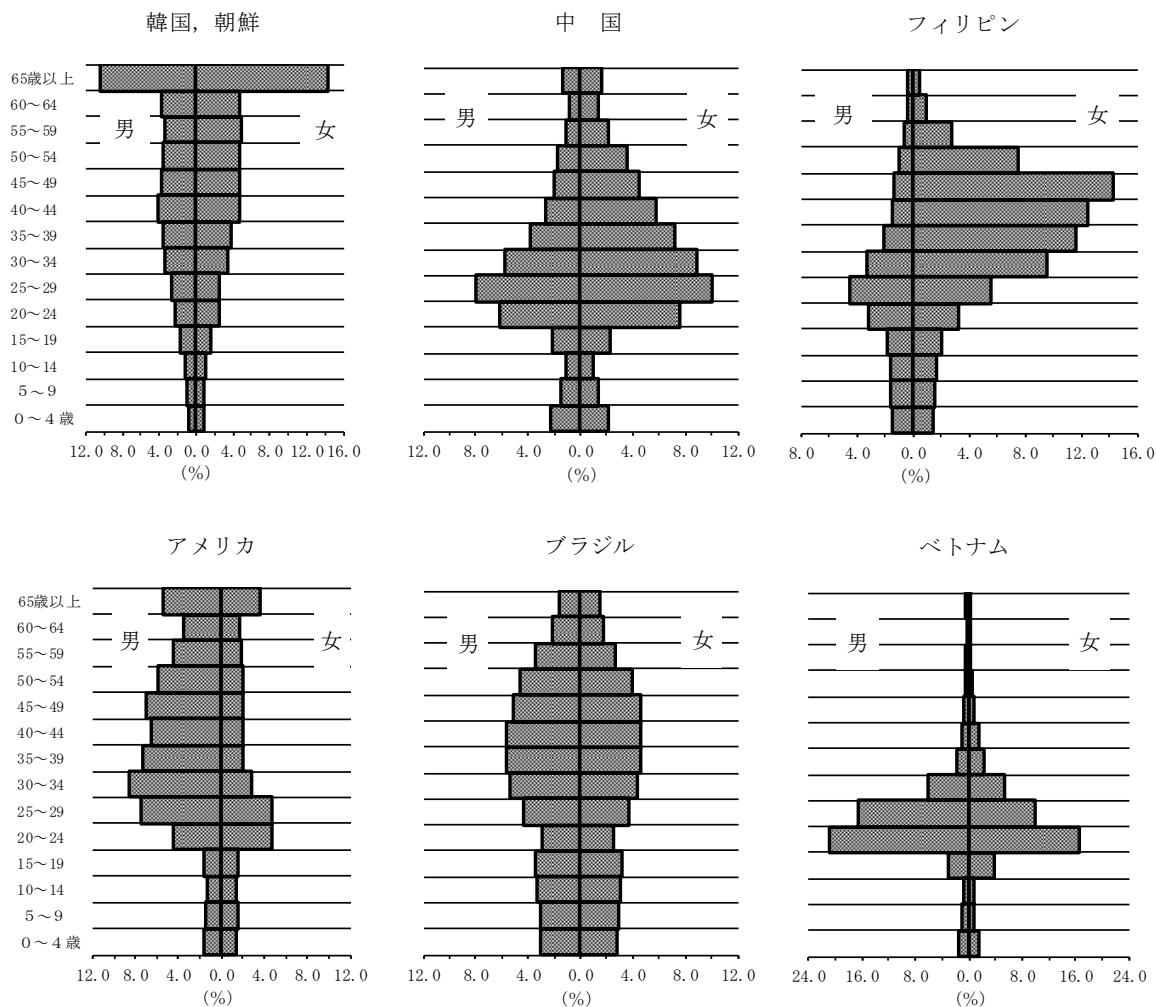 韓国，朝鮮
中　国
フィリピン
65歳以上
60～64
55～59
50～54
45～49
40～44
35～39
30～34
25～29
20～24
15～19
10～14
5～9
0～4 歳
男
女
男
女
男
女
12.0 8.0 4.0 0.0 4.0 8.0 12.0 16.0
(%)
12.0 8.0 4.0 0.0 4.0 8.0 12.0
(%)
8.0 4.0 0.0 4.0 8.0 12.0 16.0
(%)
アメリカ
ブラジル
ベトナム
65歳以上
60～64
55～59
50～54
45～49
40～44
35～39
30～34
25～29
20～24
15～19
10～14
5～9
0～4 歳
男
女
男
女
男
女
12.0 8.0 4.0 0.0 4.0 8.0 12.0
(%)
12.0 8.0 4.0 0.0 4.0 8.0 12.0
(%)
24.0 16.0 8.0 0.0 8.0 16.0 24.0
(%)